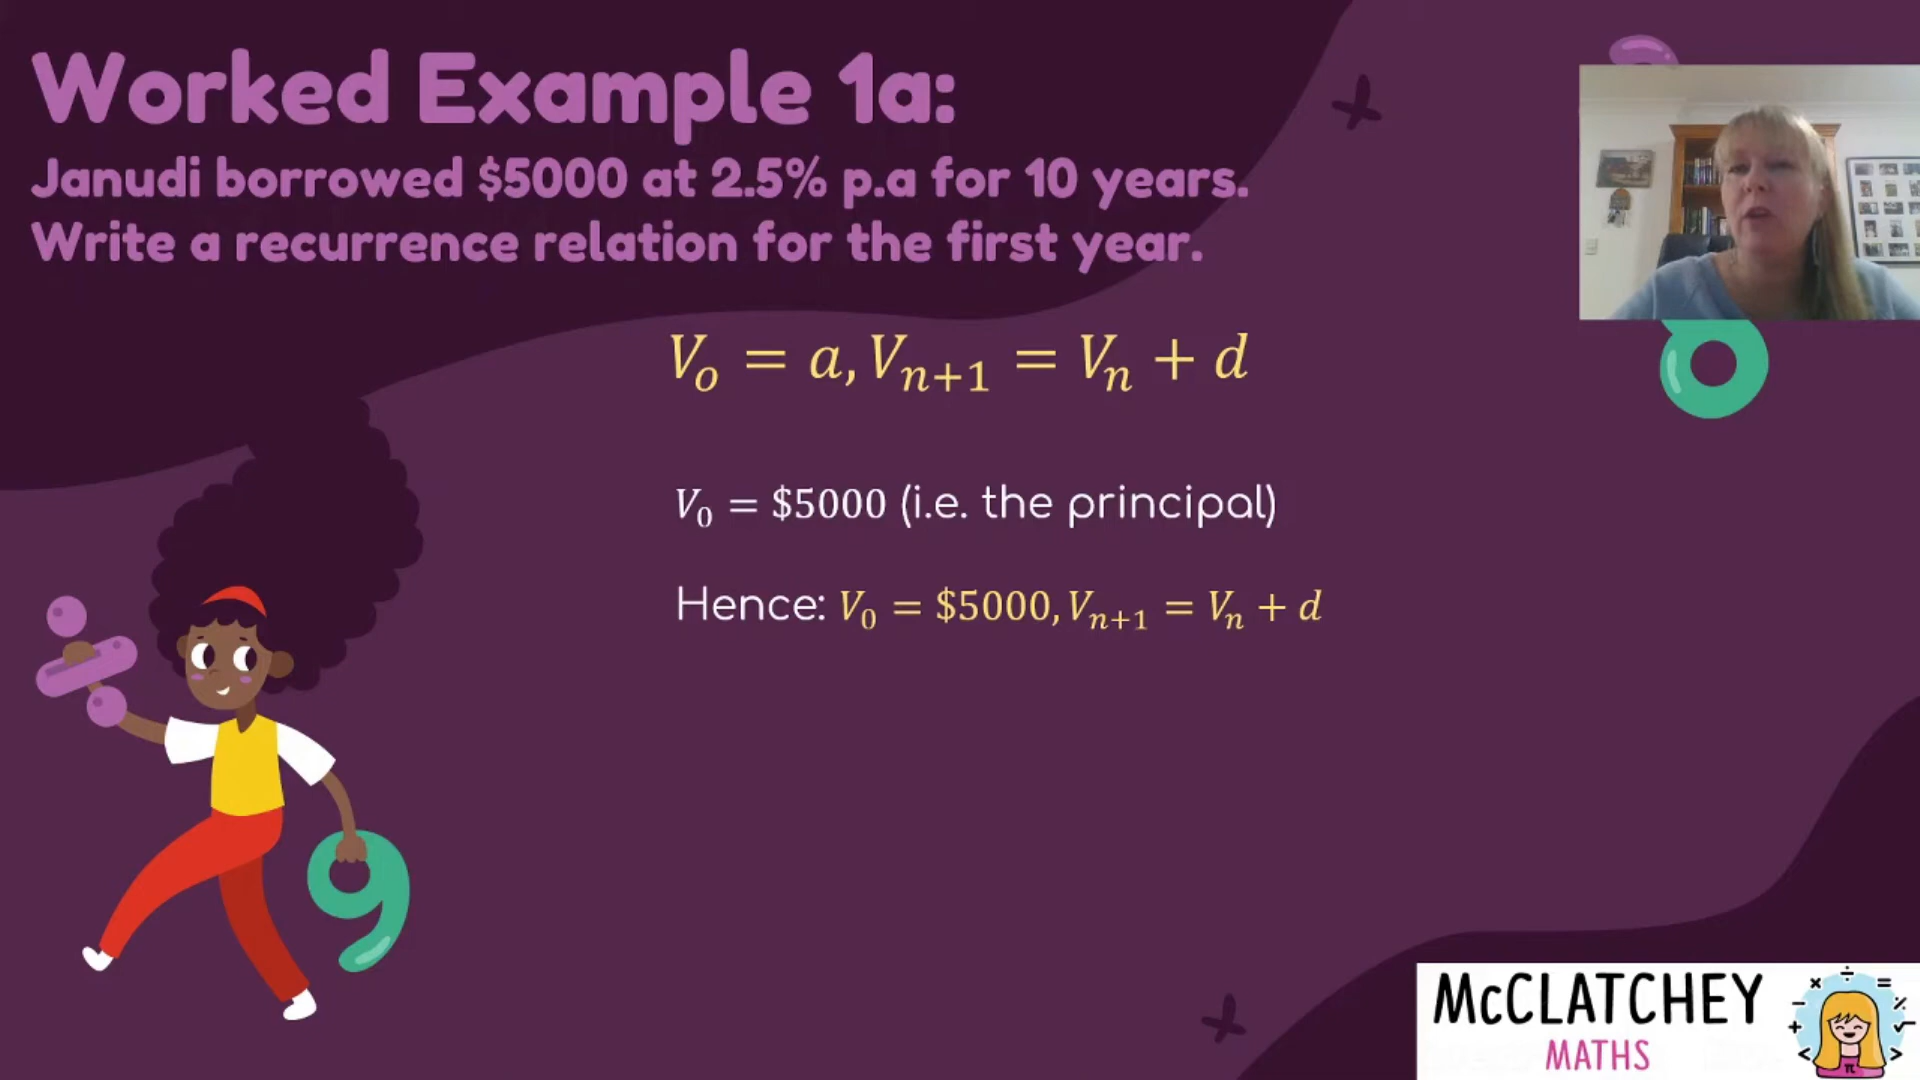 Worked Example 1a:
Janudi borrowed $5000 at 2.5% p.a for 10 years.
Write a recurrence relation for the first year.
Vₒ = a, Vₙ₊₁ = Vₙ + d
V₀ = $5000 (i.e. the principal)
Hence: V₀ = $5000, Vₙ₊₁ = Vₙ + d
McCLATCHEY
MATHS